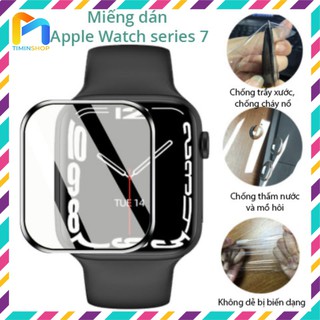 TIMINSHOP
Miếng dán
Apple Watch series 7
TUE 14
Chống trầy xước,
chống cháy nổ
Chống thấm nước
và mồ hôi
Không dễ bị biến dạng